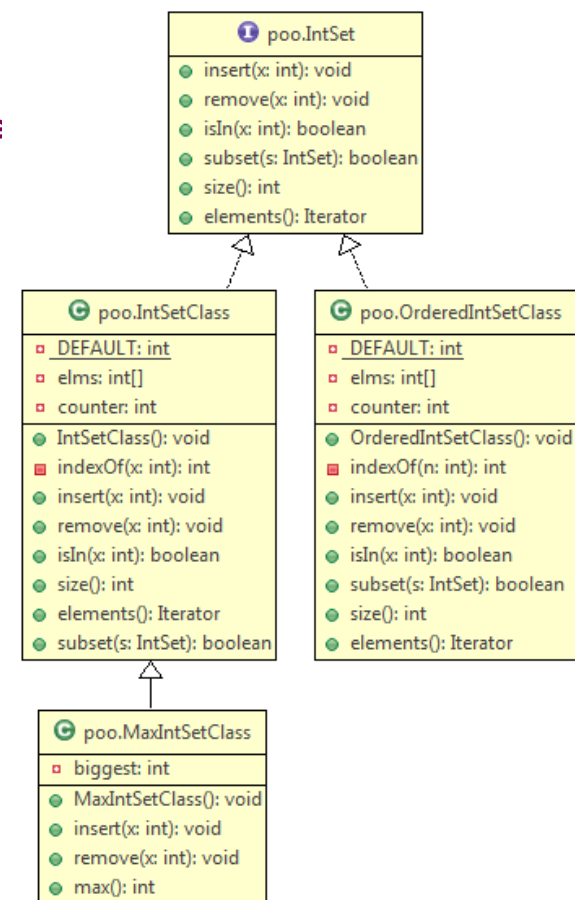 I poo.IntSet
insert(x: int): void
remove(x: int): void
isIn(x: int): boolean
subset(s: IntSet): boolean
size(): int
elements(): Iterator
C poo.IntSetClass
DEFAULT: int
elms: int[]
counter: int
IntSetClass(): void
indexOf(x: int): int
insert(x: int): void
remove(x: int): void
isIn(x: int): boolean
size(): int
elements(): Iterator
subset(s: IntSet): boolean
C poo.OrderedIntSetClass
DEFAULT: int
elms: int[]
counter: int
OrderedIntSetClass(): void
indexOf(n: int): int
insert(x: int): void
remove(x: int): void
isIn(x: int): boolean
subset(s: IntSet): boolean
size(): int
elements(): Iterator
C poo.MaxIntSetClass
biggest: int
MaxIntSetClass(): void
insert(x: int): void
remove(x: int): void
max(): int